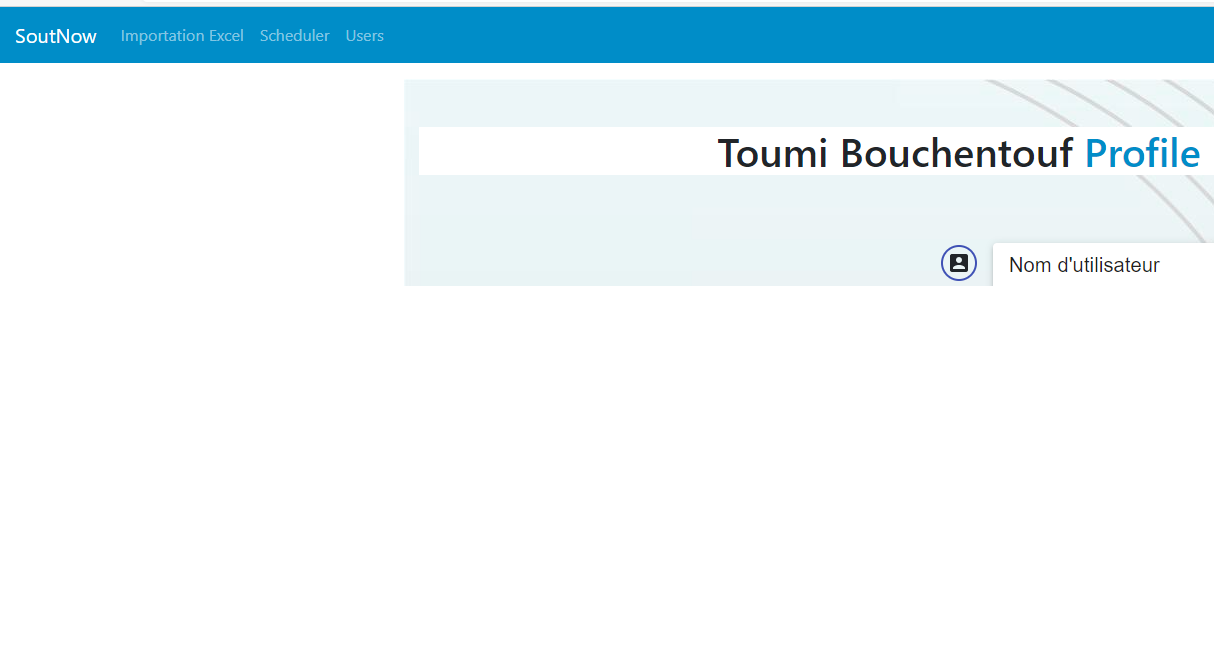 SoutNow Importation Excel Scheduler Users
Toumi Bouchentouf Profile
Nom d'utilisateur